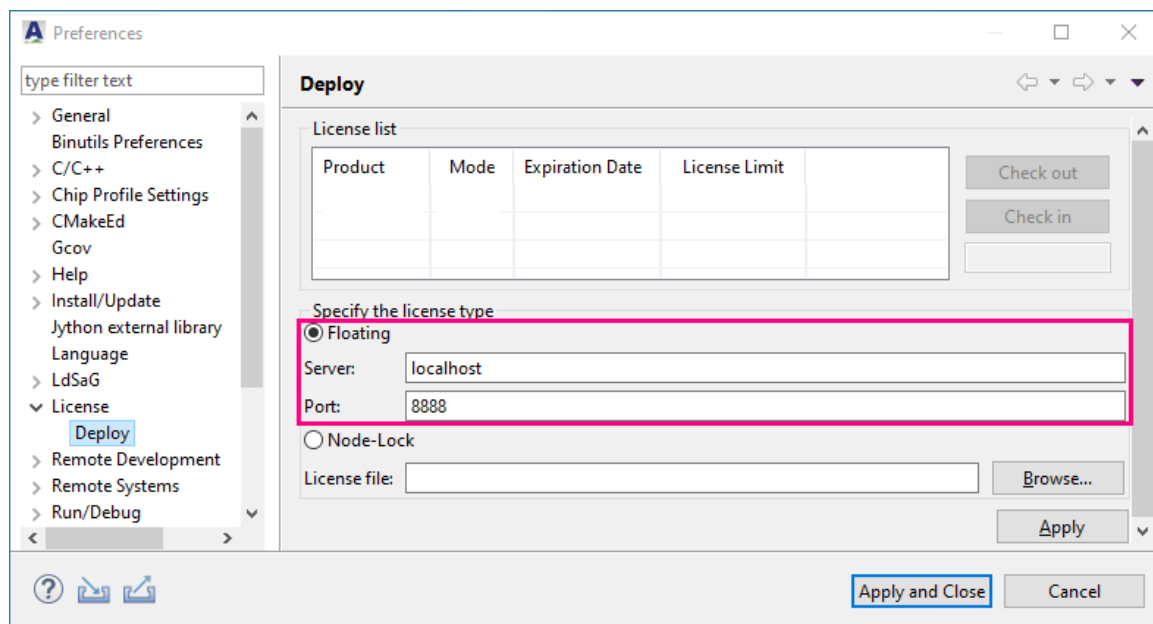 Preferences
type filter text
General
Binutils Preferences
C/C++
Chip Profile Settings
CMakeEd
Gcov
Help
Install/Update
Jython external library
Language
LdSaG
License
Deploy
Remote Development
Remote Systems
Run/Debug
Deploy
License list
Product Mode Expiration Date License Limit
Check out
Check in
Specify the license type
Floating
Server: localhost
Port: 8888
Node-Lock
License file:
Browse...
Apply
Apply and Close Cancel